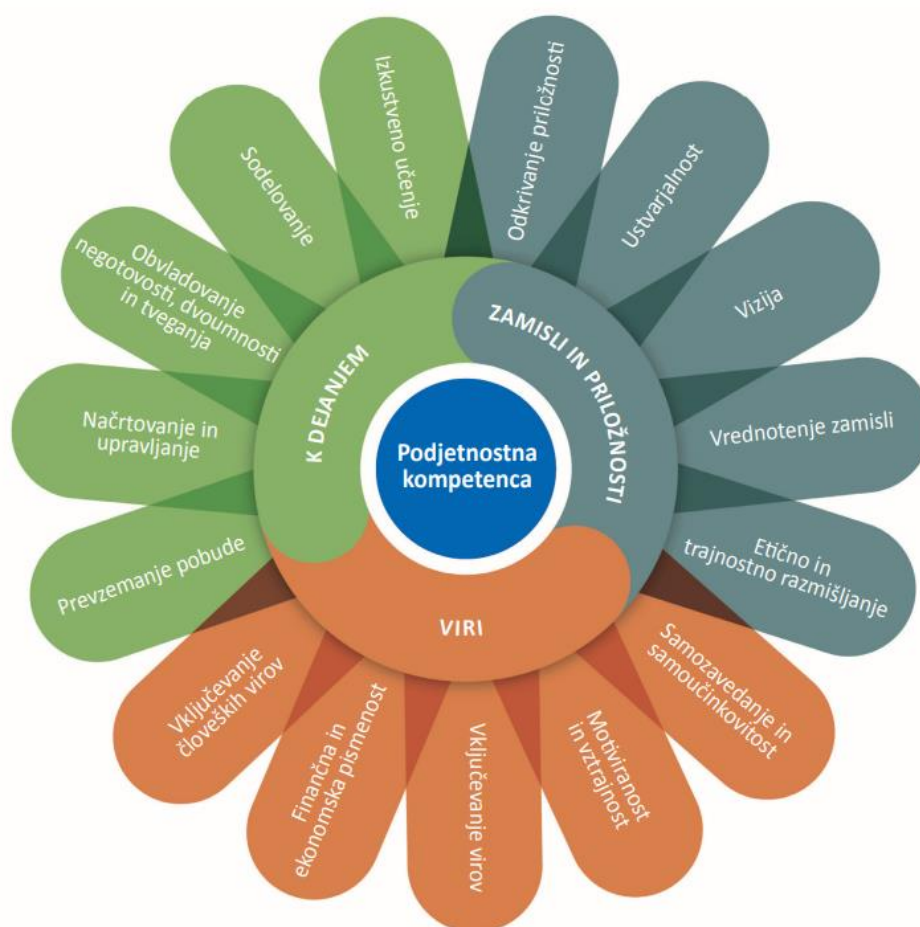 Podjetnostna
kompetenca
ZAMISLI IN PRILOŽNOSTI
Odkrivanje priložnosti
Ustvarjalnost
Vizija
Vrednotenje zamisli
Etično in
trajnostno razmišljanje
VIRI
Samozavedanje in
samoučinkovitost
Motiviranost
in vztrajnost
Vključevanje virov
Finančna in
ekonomska pismenost
Vključevanje
človeških virov
K DEJANJEM
Prevzemanje pobude
Načrtovanje in
upravljanje
Obvladovanje
negotovosti, dvoumnosti
in tveganja
Sodelovanje
Izkustveno učenje